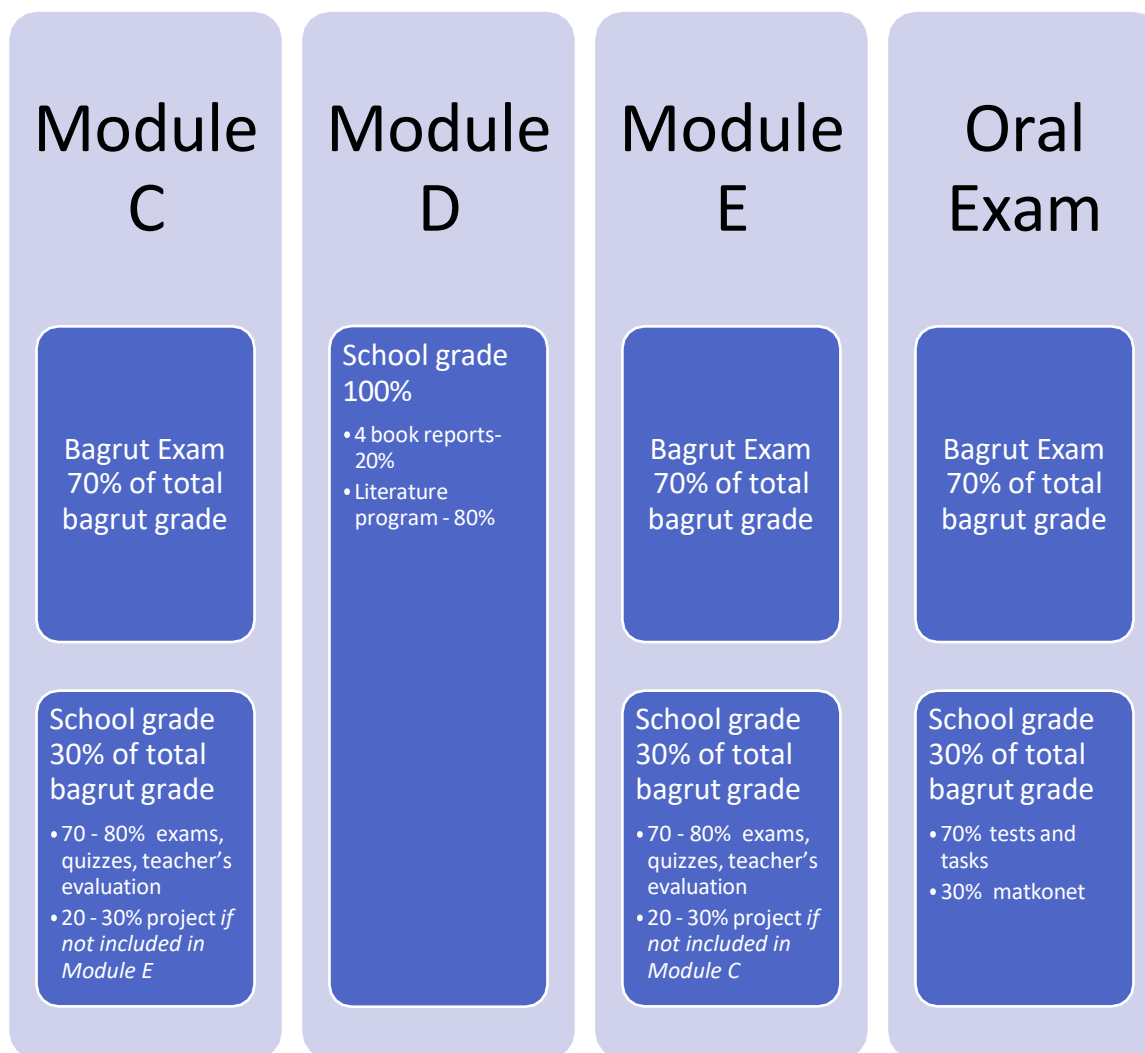 Module
C
Bagrut Exam
70% of total
bagrut grade
School grade
30% of total
bagrut grade
• 70 - 80% exams,
quizzes, teacher’s
evaluation
• 20 - 30% project if
not included in
Module E
Module
D
School grade
100%
• 4 book reports-
20%
• Literature
program - 80%
Module
E
Bagrut Exam
70% of total
bagrut grade
School grade
30% of total
bagrut grade
• 70 - 80% exams,
quizzes, teacher’s
evaluation
• 20 - 30% project if
not included in
Module C
Oral
Exam
Bagrut Exam
70% of total
bagrut grade
School grade
30% of total
bagrut grade
• 70% tests and
tasks
• 30% matkonet